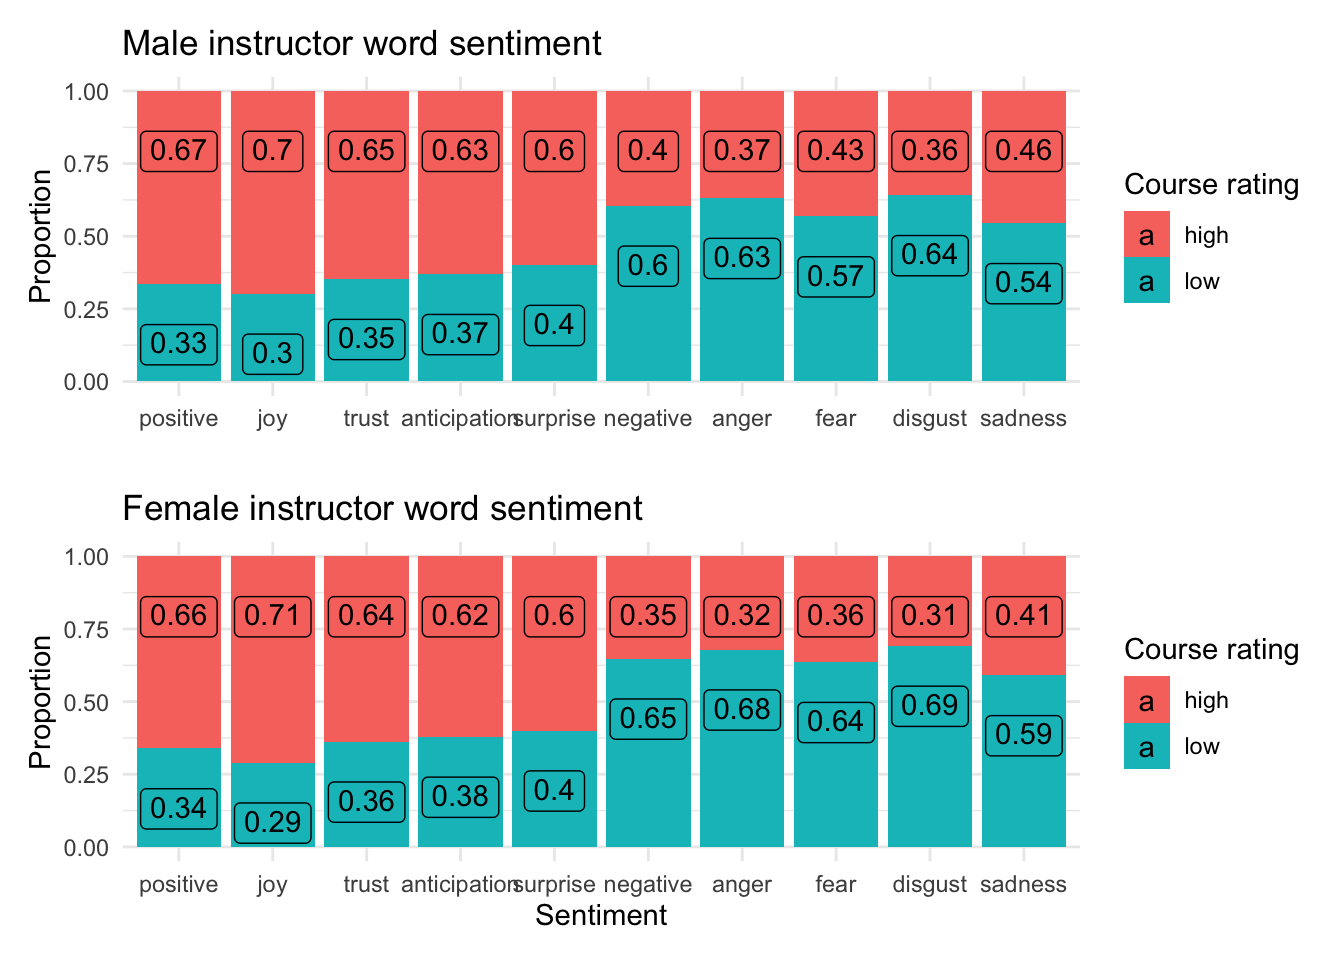 Male instructor word sentiment
1.00
0.75
0.50
0.25
0.00
Proportion
0.67 0.7 0.65 0.63 0.6 0.4 0.37 0.43 0.36 0.46
0.33 0.3 0.35 0.37 0.4 0.6 0.63 0.57 0.64 0.54
positive joy trust anticipation surprise negative anger fear disgust sadness
Course rating
a high
a low
Female instructor word sentiment
1.00
0.75
0.50
0.25
0.00
Proportion
0.66 0.71 0.64 0.62 0.6 0.35 0.32 0.36 0.31 0.41
0.34 0.29 0.36 0.38 0.4 0.65 0.68 0.64 0.69 0.59
positive joy trust anticipation surprise negative anger fear disgust sadness
Sentiment
Course rating
a high
a low